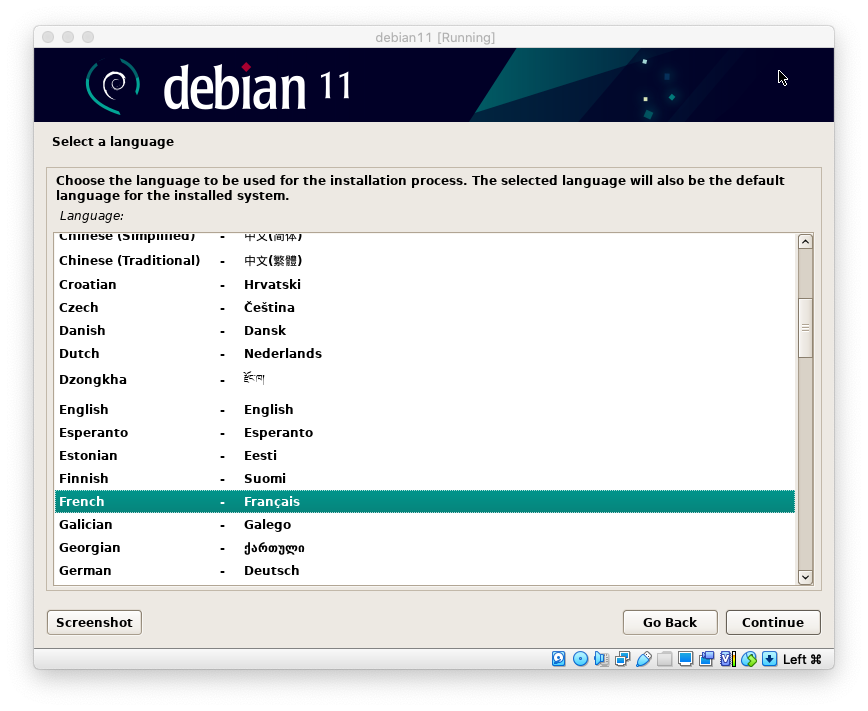 debian11 [Running]
debian 11
Select a language
Choose the language to be used for the installation process. The selected language will also be the default
language for the installed system.
Language:
Chinese (Simplified) - 中文(简体)
Chinese (Traditional) - 中文(繁體)
Croatian - Hrvatski
Czech - Čeština
Danish - Dansk
Dutch - Nederlands
Dzongkha - རྫོང་ཁ།
English - English
Esperanto - Esperanto
Estonian - Eesti
Finnish - Suomi
French - Français
Galician - Galego
Georgian - ქართული
German - Deutsch
Screenshot Go Back Continue
Left ⌘